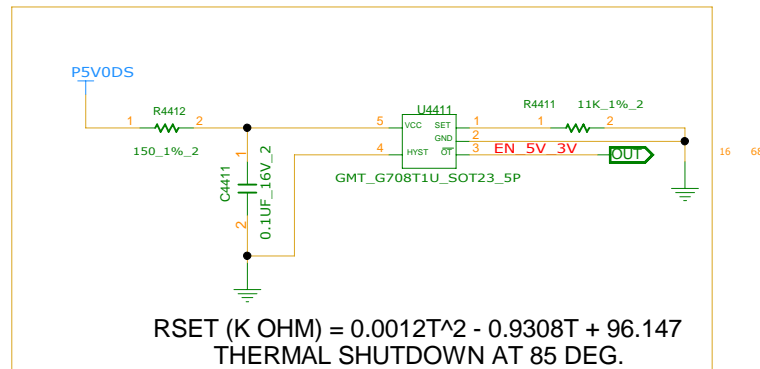 P5V0DS
R4412
1 2
150_1%_2
C4411
0.1UF_16V_2
1
2
U4411
5 VCC SET 1
GND 2
4 HYST OT 3
GMT_G708T1U_SOT23_5P
R4411 11K_1%_2
1 2
EN_5V_3V
OUT
16 68
RSET (K OHM) = 0.0012T^2 - 0.9308T + 96.147
THERMAL SHUTDOWN AT 85 DEG.